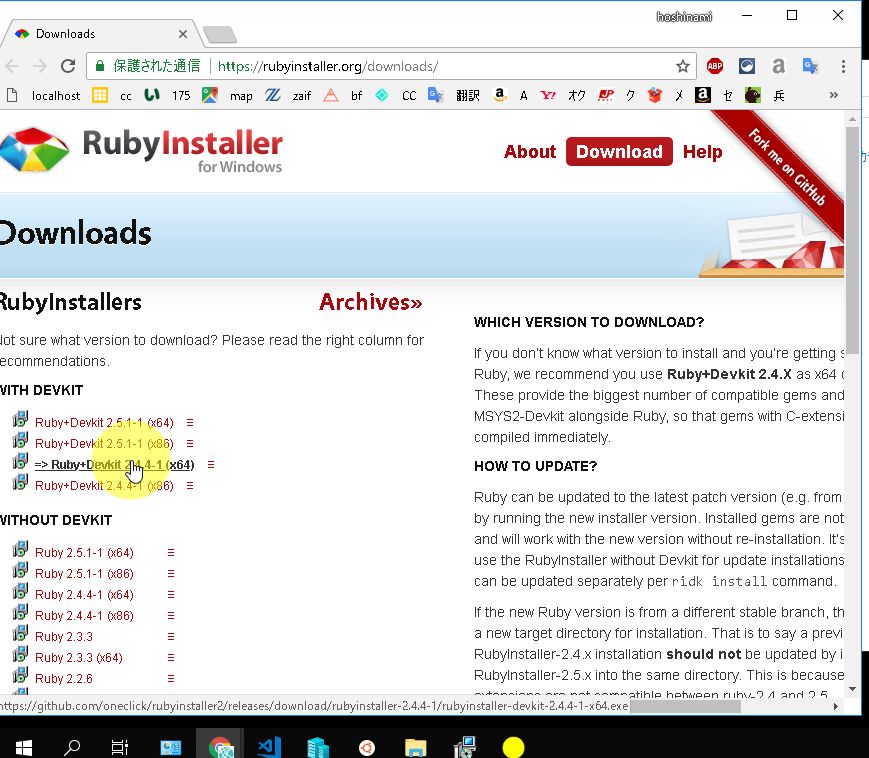 hoshinami
Downloads
保護された通信 https://rubyinstaller.org/downloads/
ABP a
localhost cc 175 map zaif bf CC 翻訳 A オク ク メ セ 兵 »
RubyInstaller
for Windows
About Download Help
Fork me on GitHub
Downloads
RubyInstallers Archives»
Not sure what version to download? Please read the right column for
recommendations.
WITH DEVKIT
Ruby+Devkit 2.5.1-1 (x64)
Ruby+Devkit 2.5.1-1 (x86)
=> Ruby+Devkit 2.4.4-1 (x64)
Ruby+Devkit 2.4.4-1 (x86)
WITHOUT DEVKIT
Ruby 2.5.1-1 (x64)
Ruby 2.5.1-1 (x86)
Ruby 2.4.4-1 (x64)
Ruby 2.4.4-1 (x86)
Ruby 2.3.3
Ruby 2.3.3 (x64)
Ruby 2.2.6
WHICH VERSION TO DOWNLOAD?
If you don't know what version to install and you're getting s
Ruby, we recommend you use Ruby+Devkit 2.4.X as x64
These provide the biggest number of compatible gems and
MSYS2-Devkit alongside Ruby, so that gems with C-extensi
compiled immediately.
HOW TO UPDATE?
Ruby can be updated to the latest patch version (e.g. from
by running the new installer version. Installed gems are not
and will work with the new version without re-installation. It's
use the RubyInstaller without Devkit for update installations
can be updated separately per ridk install command.
If the new Ruby version is from a different stable branch, th
a new target directory for installation. That is to say a previ
RubyInstaller-2.4.x installation should not be updated by i
RubyInstaller-2.5.x into the same directory. This is because
extensions are not compatible between ruby-2.4 and 2.5
https://github.com/oneclick/rubyinstaller2/releases/download/rubyinstaller-2.4.4-1/rubyinstaller-devkit-2.4.4-1-x64.exe